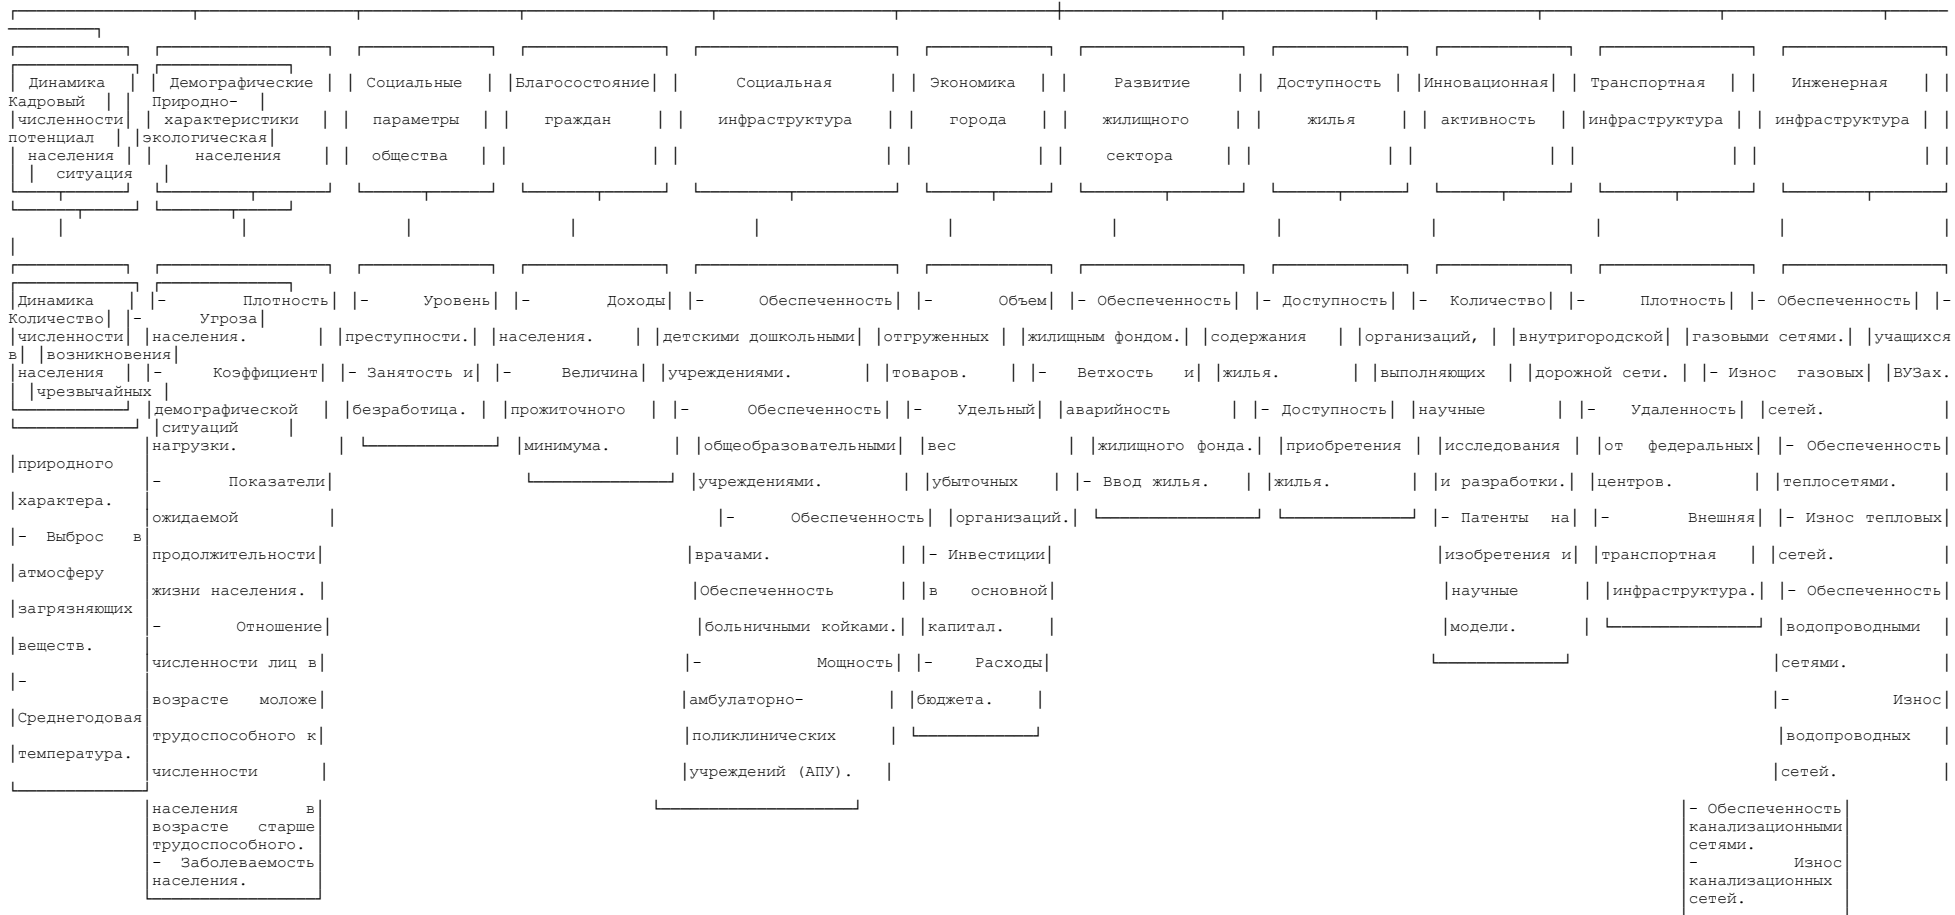 Динамика Демографические Социальные Благосостояние Социальная Экономика Развитие Доступность Инновационная Транспортная Инженерная
Кадровый Природно-
численности характеристики параметры граждан инфраструктура города жилищного жилья активность инфраструктура инфраструктура
потенциал экологическая
населения населения общества сектора
ситуация
Динамика - Плотность - Уровень - Доходы - Обеспеченность - Объем - Обеспеченность - Доступность - Количество - Плотность - Обеспеченность -
Количество - Угроза
численности населения. преступности. населения. детскими дошкольными отгруженных жилищным фондом. содержания организаций, внутригородской газовыми сетями. учащихся
в возникновения
населения - Коэффициент - Занятость и - Величина учреждениями. товаров. - Ветхость и жилья. выполняющих дорожной сети. - Износ газовых ВУЗах.
чрезвычайных
демографической безработица. прожиточного - Обеспеченность - Удельный аварийность - Доступность научные - Удаленность сетей.
ситуаций
нагрузки. минимума. общеобразовательными вес жилищного фонда. приобретения исследования от федеральных - Обеспеченность
природного
- Показатели учреждениями. убыточных - Ввод жилья. жилья. и разработки. центров. теплосетями.
характера.
ожидаемой - Обеспеченность организаций. - Патенты на - Внешняя - Износ тепловых
- Выброс в
продолжительности врачами. - Инвестиции изобретения и транспортная сетей.
атмосферу
жизни населения. Обеспеченность в основной научные инфраструктура. - Обеспеченность
загрязняющих
- Отношение больничными койками. капитал. модели. водопроводными
веществ.
численности лиц в - Мощность - Расходы сетями.
-
возрасте моложе амбулаторно- бюджета. - Износ
Среднегодовая
трудоспособного к поликлинических водопроводных
температура.
численности учреждений (АПУ). сетей.
населения в - Обеспеченность
возрасте старше канализационными
трудоспособного. сетями.
- Заболеваемость - Износ
населения. канализационных
сетей.